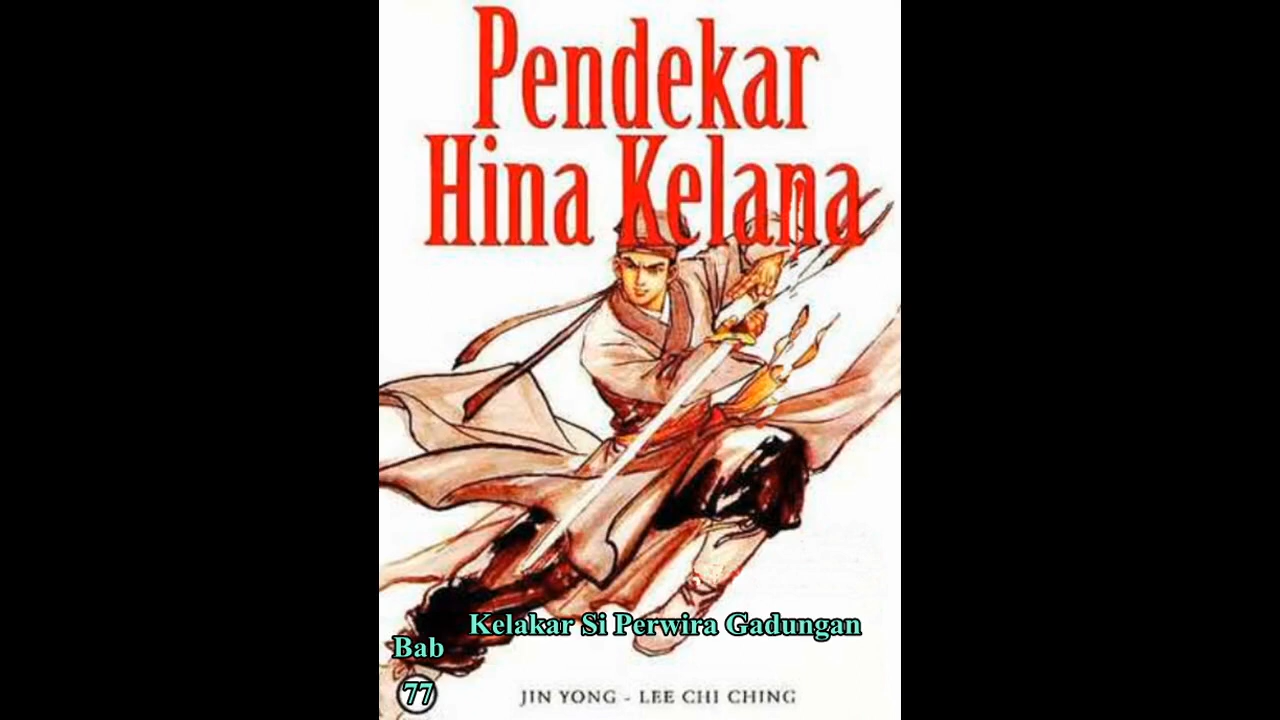 Pendekar
Hina Kelana
Kelakar Si Perwira Gadungan
Bab
77
JIN YONG - LEE CHI CHING